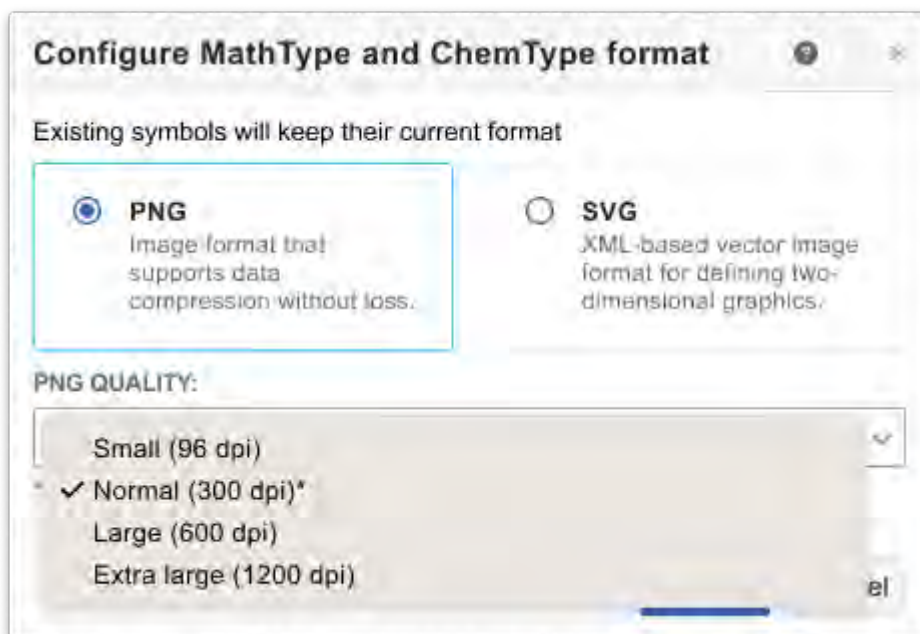 Configure MathType and ChemType format
Existing symbols will keep their current format
PNG
Image format that
supports data
compression without loss.
SVG
XML-based vector image
format for defining two-
dimensional graphics.
PNG QUALITY:
Small (96 dpi)
* ✓ Normal (300 dpi)*
Large (600 dpi)
Extra large (1200 dpi)
el